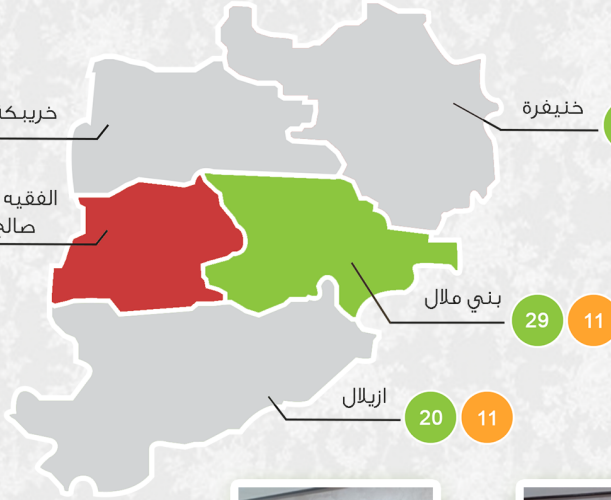 خنيفرة
خريبكة
الفقيه
صالح
بني ملال
29 11
ازيلال
20 11